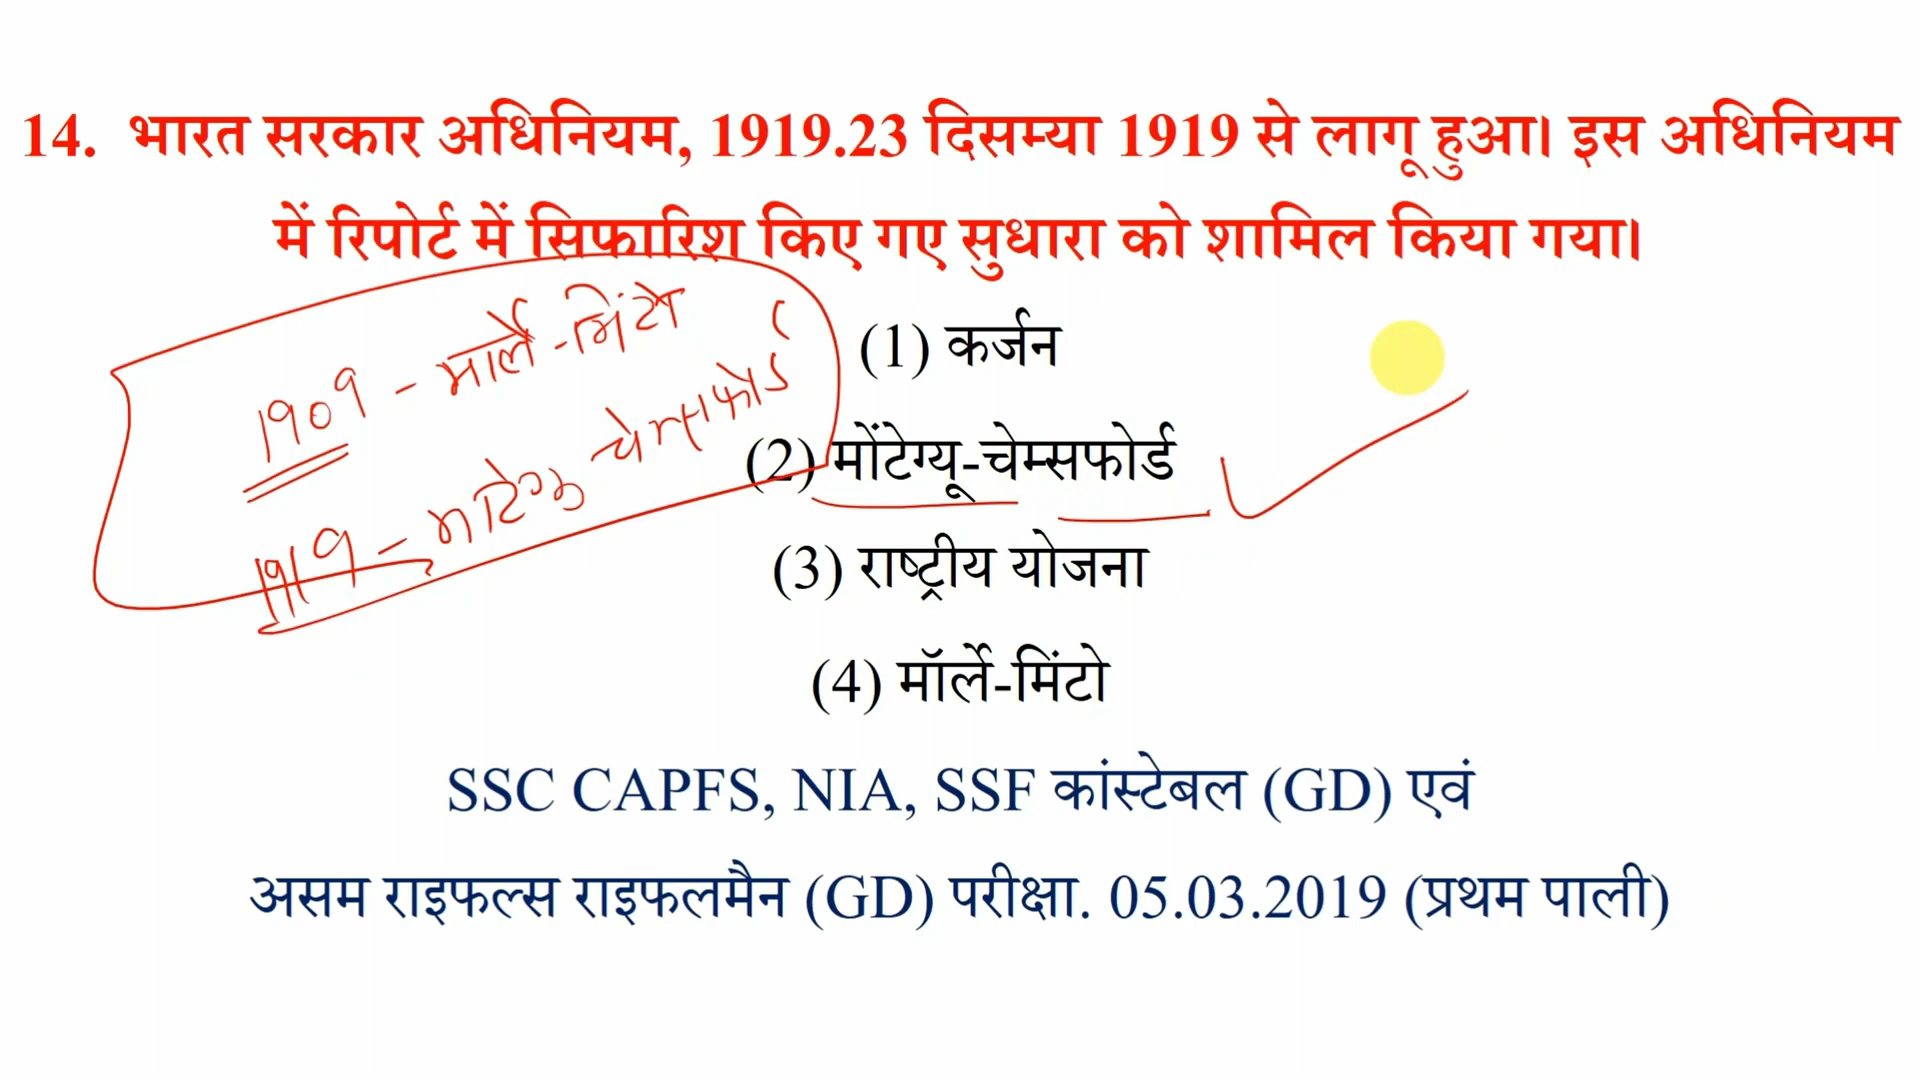 14. भारत सरकार अधिनियम, 1919.23 दिसम्या 1919 से लागू हुआ। इस अधिनियम
में रिपोर्ट में सिफारिश किए गए सुधारा को शामिल किया गया।
1909 - मार्ले-मिंटो
1919 - माटेग्यू चेम्सफोर्ड
(1) कर्जन
(2) मोंटेग्यू-चेम्सफोर्ड
(3) राष्ट्रीय योजना
(4) मॉर्ले-मिंटो
SSC CAPFS, NIA, SSF कांस्टेबल (GD) एवं
असम राइफल्स राइफलमैन (GD) परीक्षा. 05.03.2019 (प्रथम पाली)